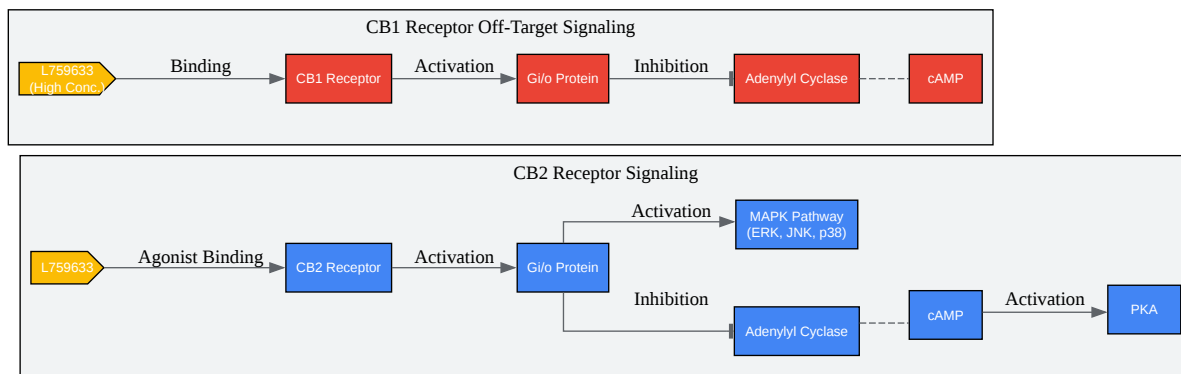 CB1 Receptor Off-Target Signaling
L759633
(High Conc.)
Binding
CB1 Receptor
Activation
Gi/o Protein
Inhibition
Adenylyl Cyclase
cAMP
CB2 Receptor Signaling
L759633
Agonist Binding
CB2 Receptor
Activation
Gi/o Protein
Activation
MAPK Pathway
(ERK, JNK, p38)
Inhibition
Adenylyl Cyclase
cAMP
Activation
PKA